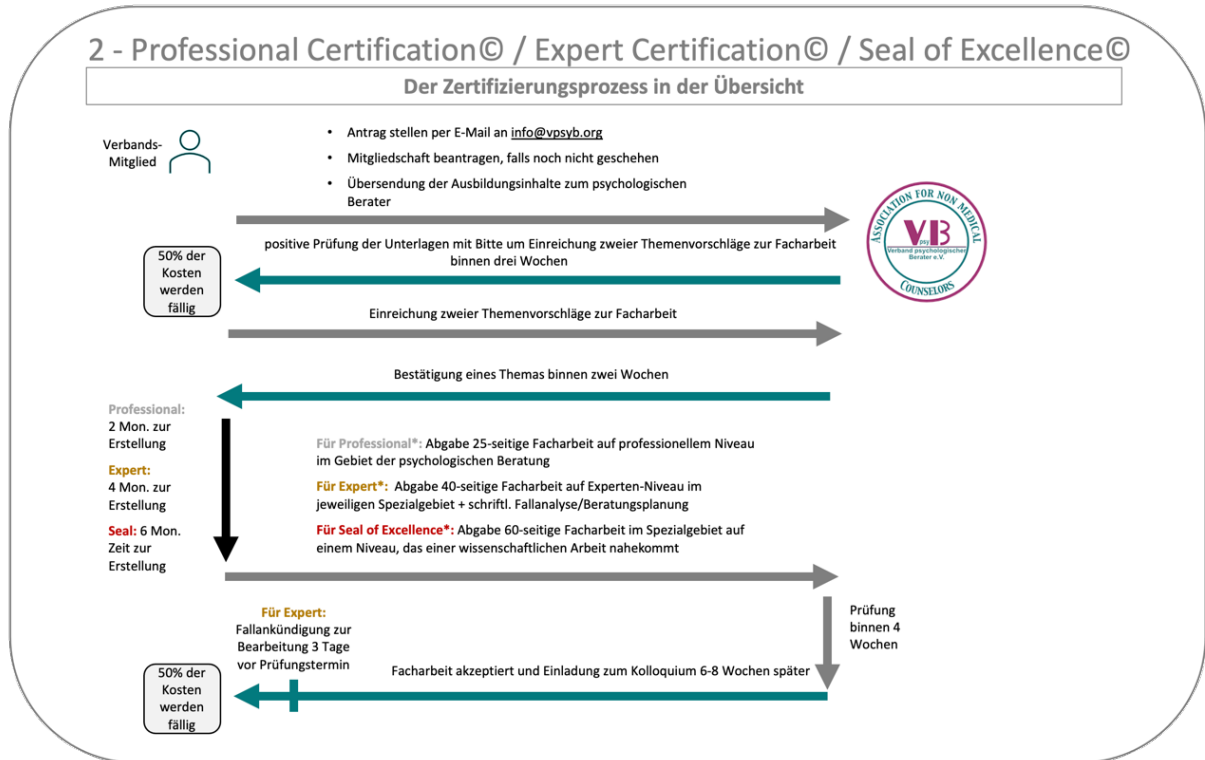 2 - Professional Certification© / Expert Certification© / Seal of Excellence©
Der Zertifizierungsprozess in der Übersicht
Verbands-
Mitglied
• Antrag stellen per E-Mail an info@vpsyb.org
• Mitgliedschaft beantragen, falls noch nicht geschehen
• Übersendung der Ausbildungsinhalte zum psychologischen
Berater
ASSOCIATION FOR NON MEDICAL
VB
psy
Verband psychologischer
Berater e.V.
COUNSELORS
positive Prüfung der Unterlagen mit Bitte um Einreichung zweier Themenvorschläge zur Facharbeit
binnen drei Wochen
50% der
Kosten
werden
fällig
Einreichung zweier Themenvorschläge zur Facharbeit
Bestätigung eines Themas binnen zwei Wochen
Professional:
2 Mon. zur
Erstellung
Expert:
4 Mon. zur
Erstellung
Seal: 6 Mon.
Zeit zur
Erstellung
Für Professional*: Abgabe 25-seitige Facharbeit auf professionellem Niveau
im Gebiet der psychologischen Beratung
Für Expert*: Abgabe 40-seitige Facharbeit auf Experten-Niveau im
jeweiligen Spezialgebiet + schriftl. Fallanalyse/Beratungsplanung
Für Seal of Excellence*: Abgabe 60-seitige Facharbeit im Spezialgebiet auf
einem Niveau, das einer wissenschaftlichen Arbeit nahekommt
Prüfung
binnen 4
Wochen
Für Expert:
Fallankündigung zur
Bearbeitung 3 Tage
vor Prüfungstermin
Facharbeit akzeptiert und Einladung zum Kolloquium 6-8 Wochen später
50% der
Kosten
werden
fällig